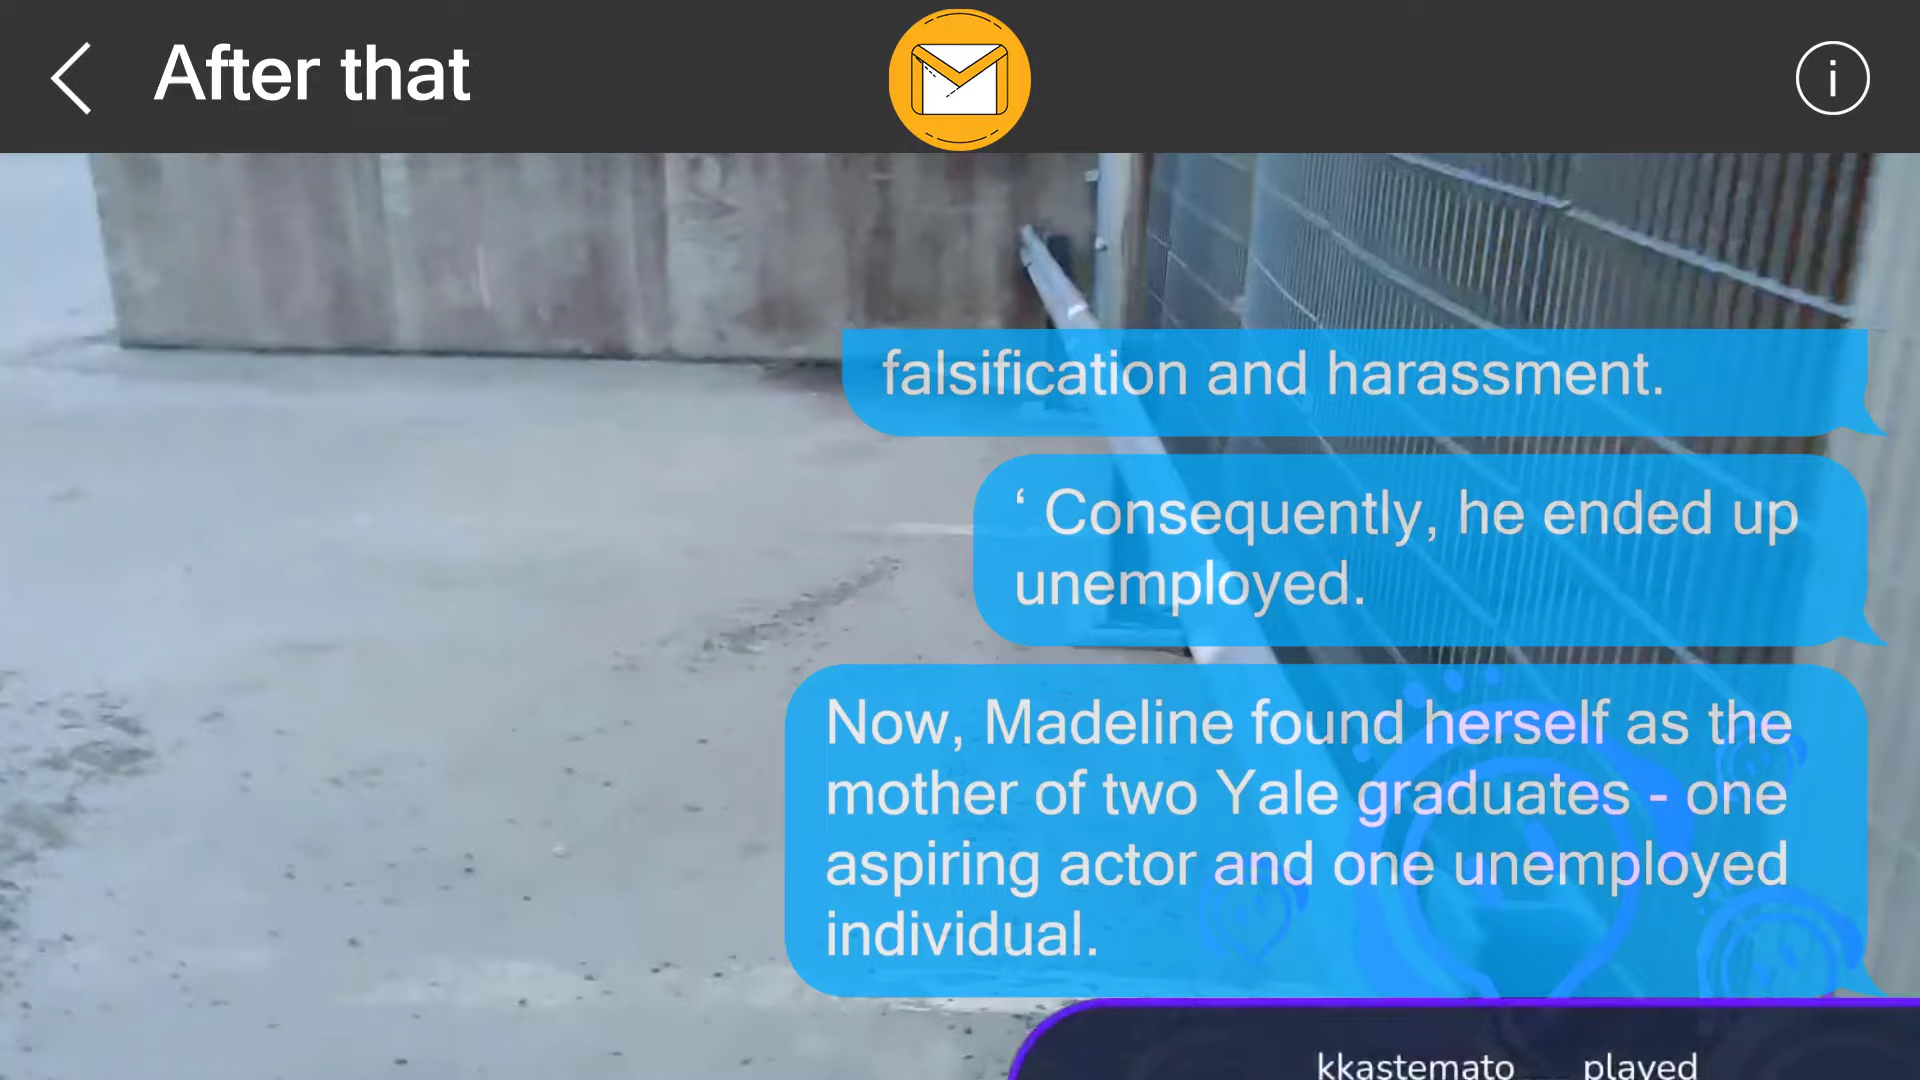 After that
falsification and harassment.
‘ Consequently, he ended up
unemployed.
Now, Madeline found herself as the
mother of two Yale graduates - one
aspiring actor and one unemployed
individual.
kkastemato played